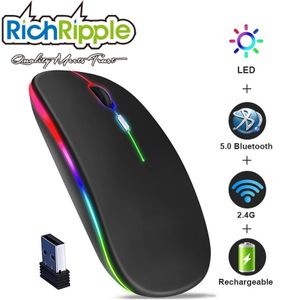 RichRipple
Quality Meets Trust
LED
+
5.0 Bluetooth
+
2.4G
+
Rechargeable